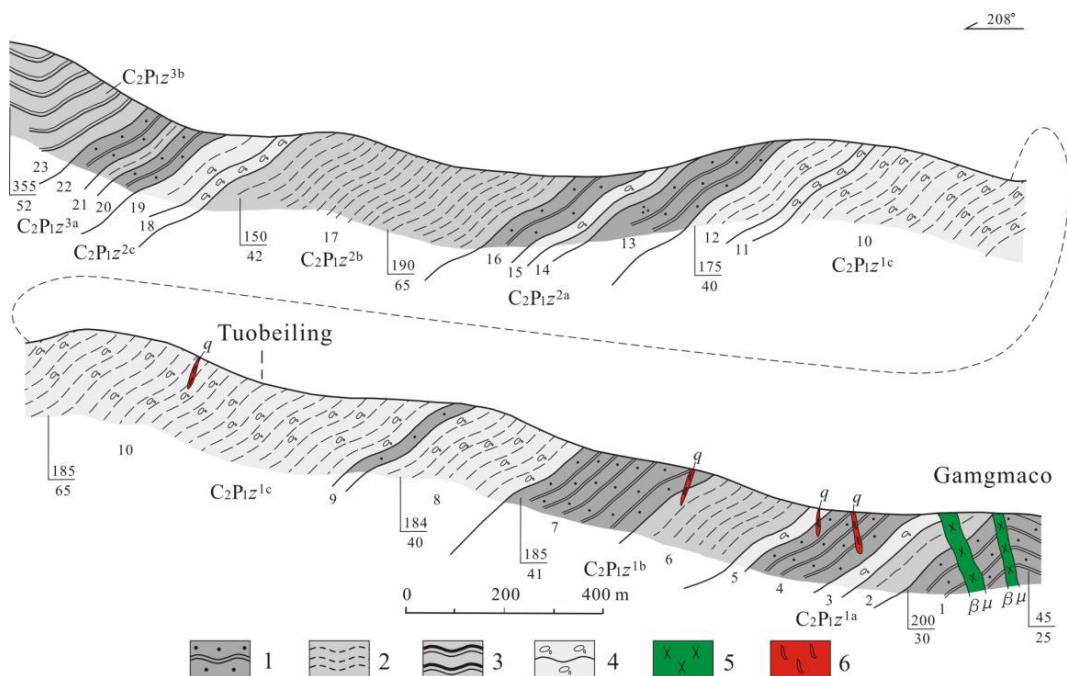 208°
C₂P₁z³ᵇ
23
355
52
22
21
20
19
18
C₂P₁z³ᵃ
C₂P₁z²ᶜ
150
42
17
C₂P₁z²ᵇ
190
65
16
15
14
13
C₂P₁z²ᵃ
175
40
12
11
10
C₂P₁z¹ᶜ
q
Tuobeiling
185
65
10
C₂P₁z¹ᶜ
9
184
40
8
185
41
7
q
C₂P₁z¹ᵇ
6
5
q
q
4
3
2
C₂P₁z¹ᵃ
200
30
1
Gamgmaco
βμ
βμ
45
25
0 200 400 m
1 2 3 4 5 6